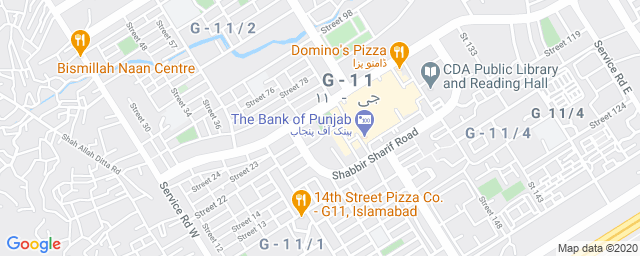 Street 98
St 133
Street 119
Service Rd E
Street 48
Street 57
G - 11/2
Domino's Pizza
ڈامنو پزا
Bismillah Naan Centre
Street 76
Street 78
G - 11
جی - ۱۱
CDA Public Library
and Reading Hall
Street 30
Street 36
Street 34
The Bank of Punjab
بینک آف پنجاب
G 11/4
G - 11/4
Street 124
Shabbir Sharif Road
Shah Allah Ditta Rd
Street 24
Street 23
Service Rd W
Street 22
14th Street Pizza Co.
- G11, Islamabad
Street 14
Street 12
Street 13
G - 11/1
St 143
Street 148
Google
Map data ©2020